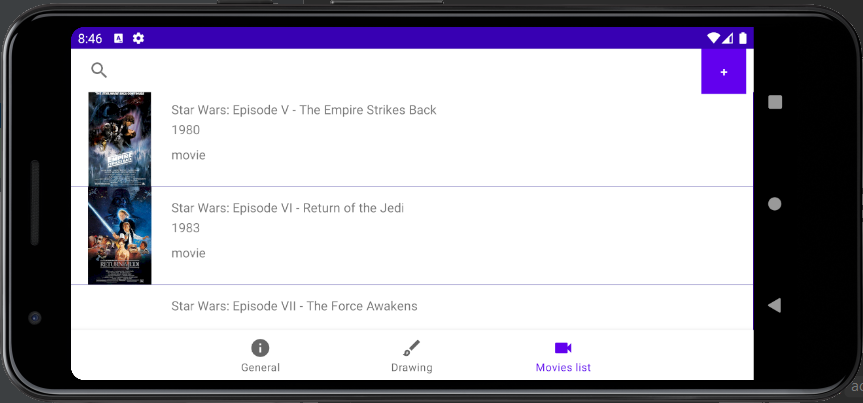 8:46
+
Star Wars: Episode V - The Empire Strikes Back
1980
movie
Star Wars: Episode VI - Return of the Jedi
1983
movie
Star Wars: Episode VII - The Force Awakens
General
Drawing
Movies list